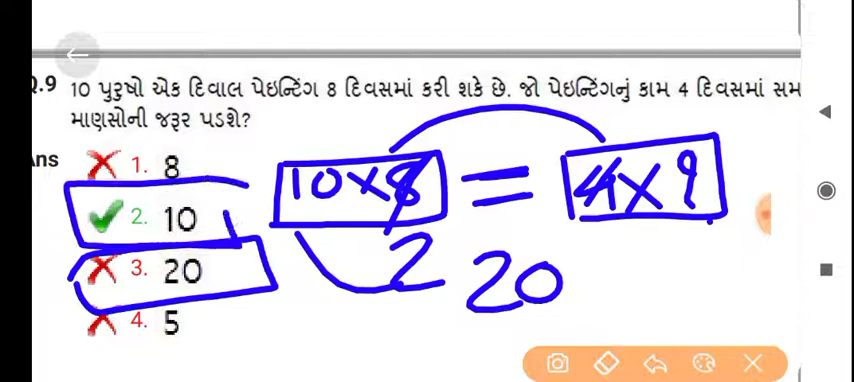 Q.9 10 પુરૂષો એક દિવાલ પેઇન્ટિંગ 8 દિવસમાં કરી શકે છે. જો પેઇન્ટિંગનું કામ 4 દિવસમાં સમ
માણસોની જરૂર પડશે?
Ans 1. 8
2. 10
3. 20
4. 5
10×8 = 4×?
2 20